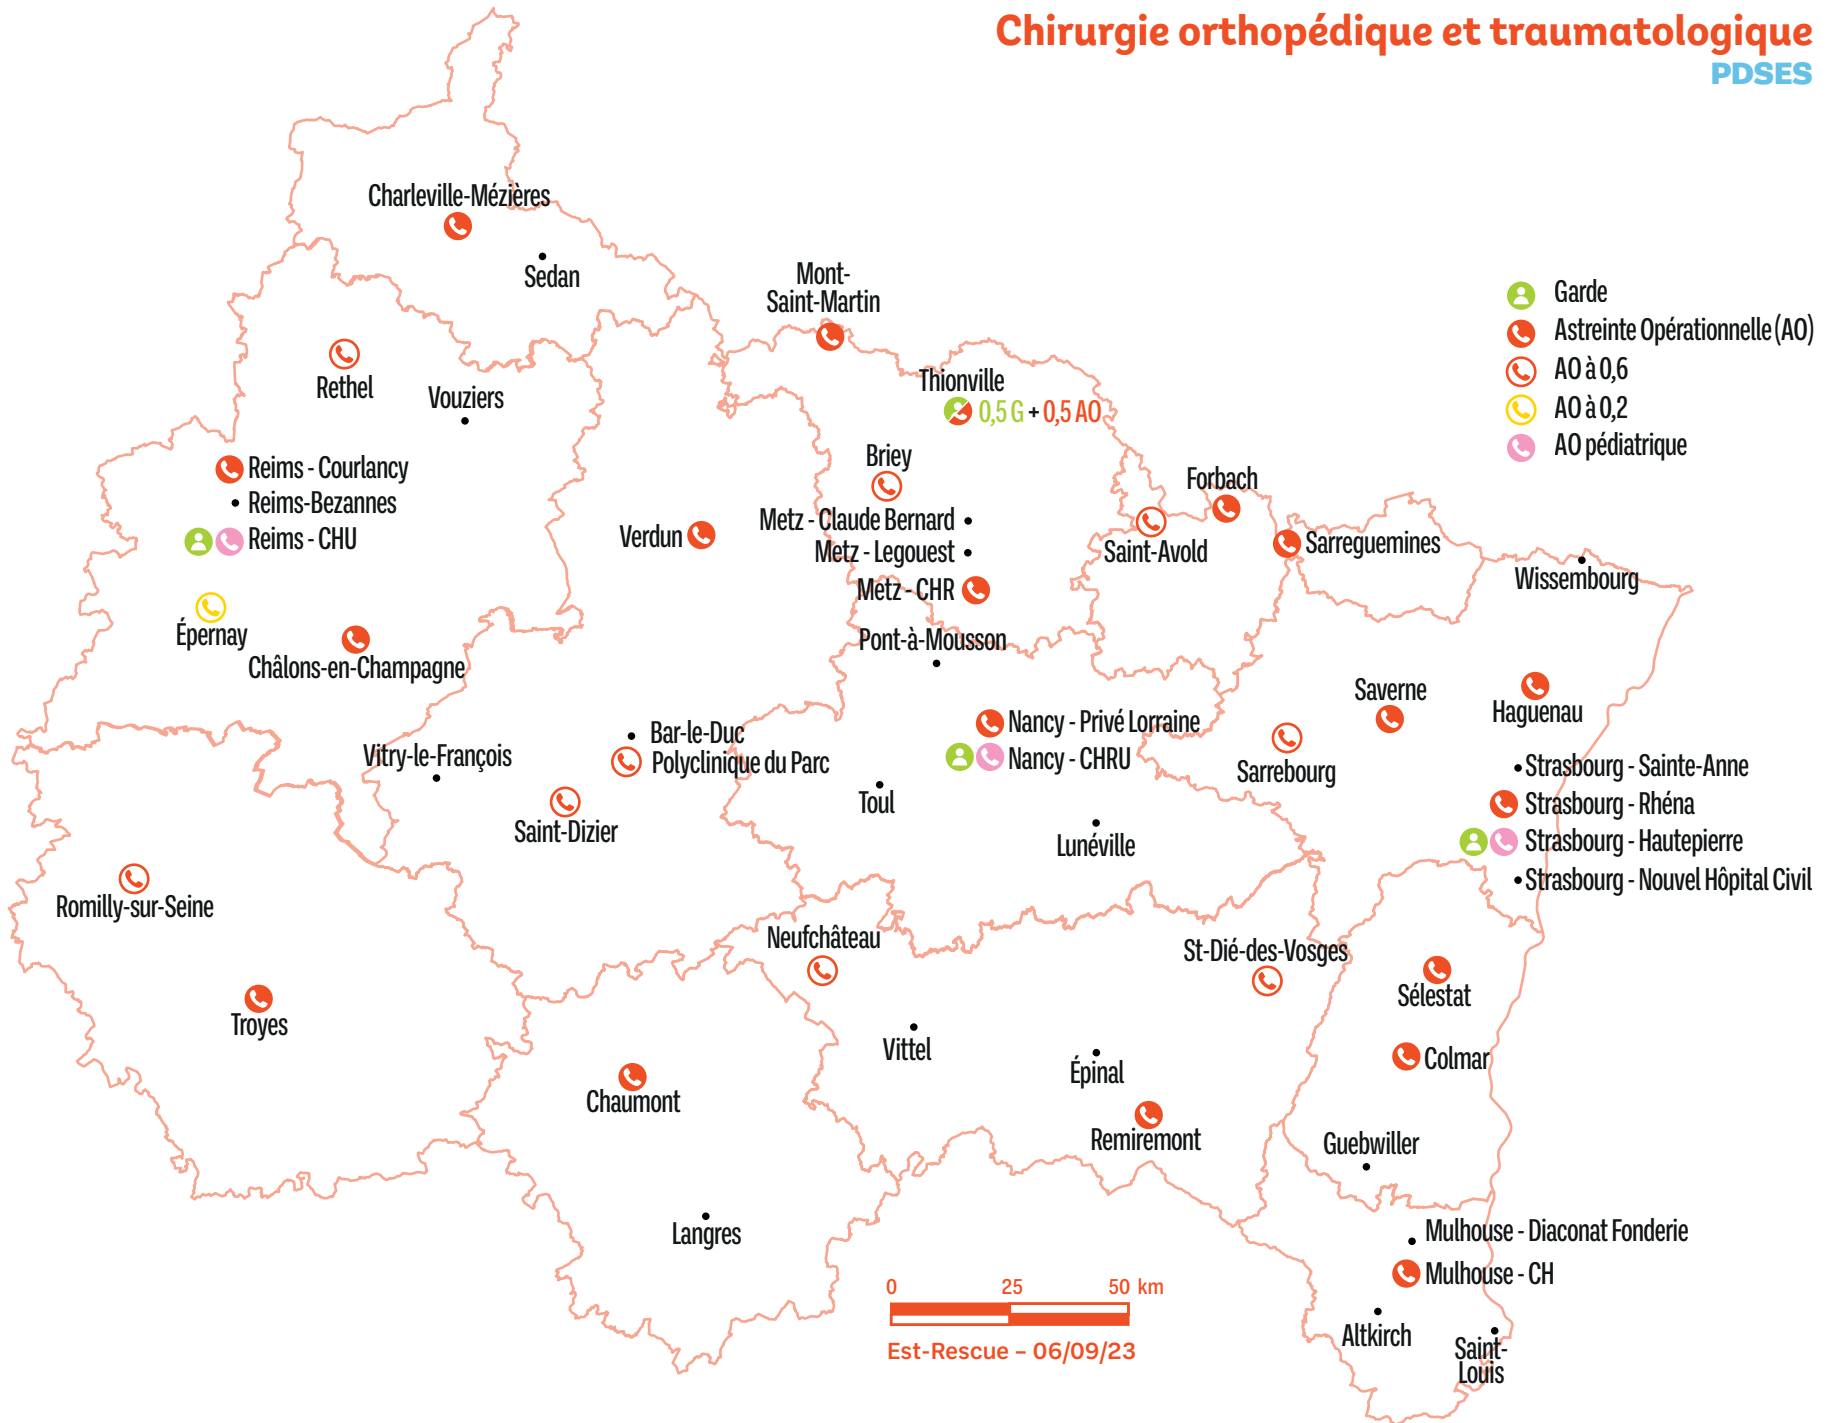 Chirurgie orthopédique et traumatologique
PDSES
Charleville-Mézières
Sedan
Mont-
Saint-Martin
Garde
Astreinte Opérationnelle (AO)
AO à 0,6
AO à 0,2
AO pédiatrique
Rethel
Vouziers
Thionville
0,5 G + 0,5 AO
Briey
Forbach
Reims - Courlancy
Reims-Bezannes
Reims - CHU
Verdun
Metz - Claude Bernard
Metz - Legouest
Metz - CHR
Saint-Avold
Sarreguemines
Wissembourg
Épernay
Châlons-en-Champagne
Pont-à-Mousson
Saverne
Haguenau
Vitry-le-François
Bar-le-Duc
Polyclinique du Parc
Nancy - Privé Lorraine
Nancy - CHRU
Sarrebourg
Saint-Dizier
Toul
Lunéville
Strasbourg - Sainte-Anne
Strasbourg - Rhéna
Strasbourg - Hautepierre
Strasbourg - Nouvel Hôpital Civil
Romilly-sur-Seine
Neufchâteau
St-Dié-des-Vosges
Sélestat
Troyes
Vittel
Épinal
Colmar
Chaumont
Remiremont
Guebwiller
Langres
Mulhouse - Diaconat Fonderie
Mulhouse - CH
Altkirch
Saint-
Louis
0 25 50 km
Est-Rescue – 06/09/23